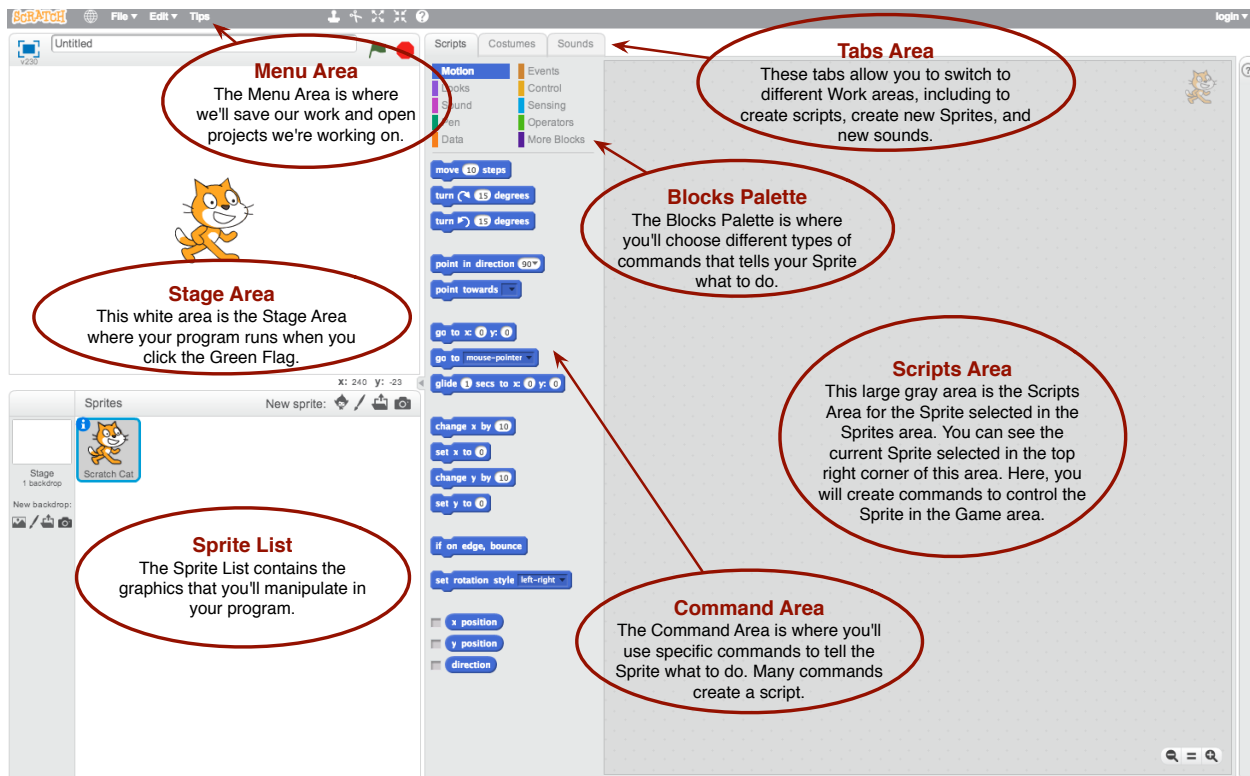 SCRATCH File Edit Tips login
Untitled
v230
Menu Area
The Menu Area is where
we'll save our work and open
projects we're working on.
Stage Area
This white area is the Stage Area
where your program runs when you
click the Green Flag.
x: 240 y: -23
Sprites New sprite:
Stage
1 backdrop
New backdrop:
Scratch Cat
Sprite List
The Sprite List contains the
graphics that you'll manipulate in
your program.
Scripts Costumes Sounds
Motion Events
Looks Control
Sound Sensing
Pen Operators
Data More Blocks
move 10 steps
turn 15 degrees
turn 15 degrees
point in direction 90
point towards
go to x: 0 y: 0
go to mouse-pointer
glide 1 secs to x: 0 y: 0
change x by 10
set x to 0
change y by 10
set y to 0
if on edge, bounce
set rotation style left-right
x position
y position
direction
Tabs Area
These tabs allow you to switch to
different Work areas, including to
create scripts, create new Sprites, and
new sounds.
Blocks Palette
The Blocks Palette is where
you'll choose different types of
commands that tells your Sprite
what to do.
Scripts Area
This large gray area is the Scripts
Area for the Sprite selected in the
Sprites area. You can see the
current Sprite selected in the top
right corner of this area. Here, you
will create commands to control the
Sprite in the Game area.
Command Area
The Command Area is where you'll
use specific commands to tell the
Sprite what to do. Many commands
create a script.